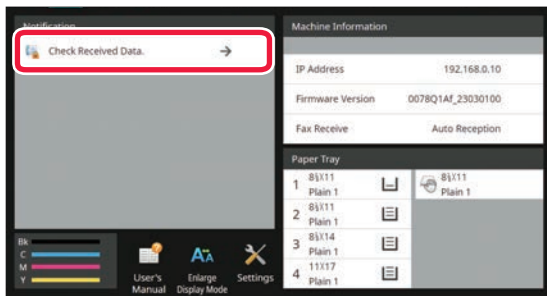 Notification
Check Received Data.
Machine Information
IP Address 192.168.0.10
Firmware Version 0078Q1Af_23030100
Fax Receive Auto Reception
Paper Tray
1 8½X11
Plain 1
8½X11
Plain 1
2 8½X11
Plain 1
3 8½X14
Plain 1
4 11X17
Plain 1
Bk
C
M
Y
User's
Manual
Enlarge
Display Mode
Settings